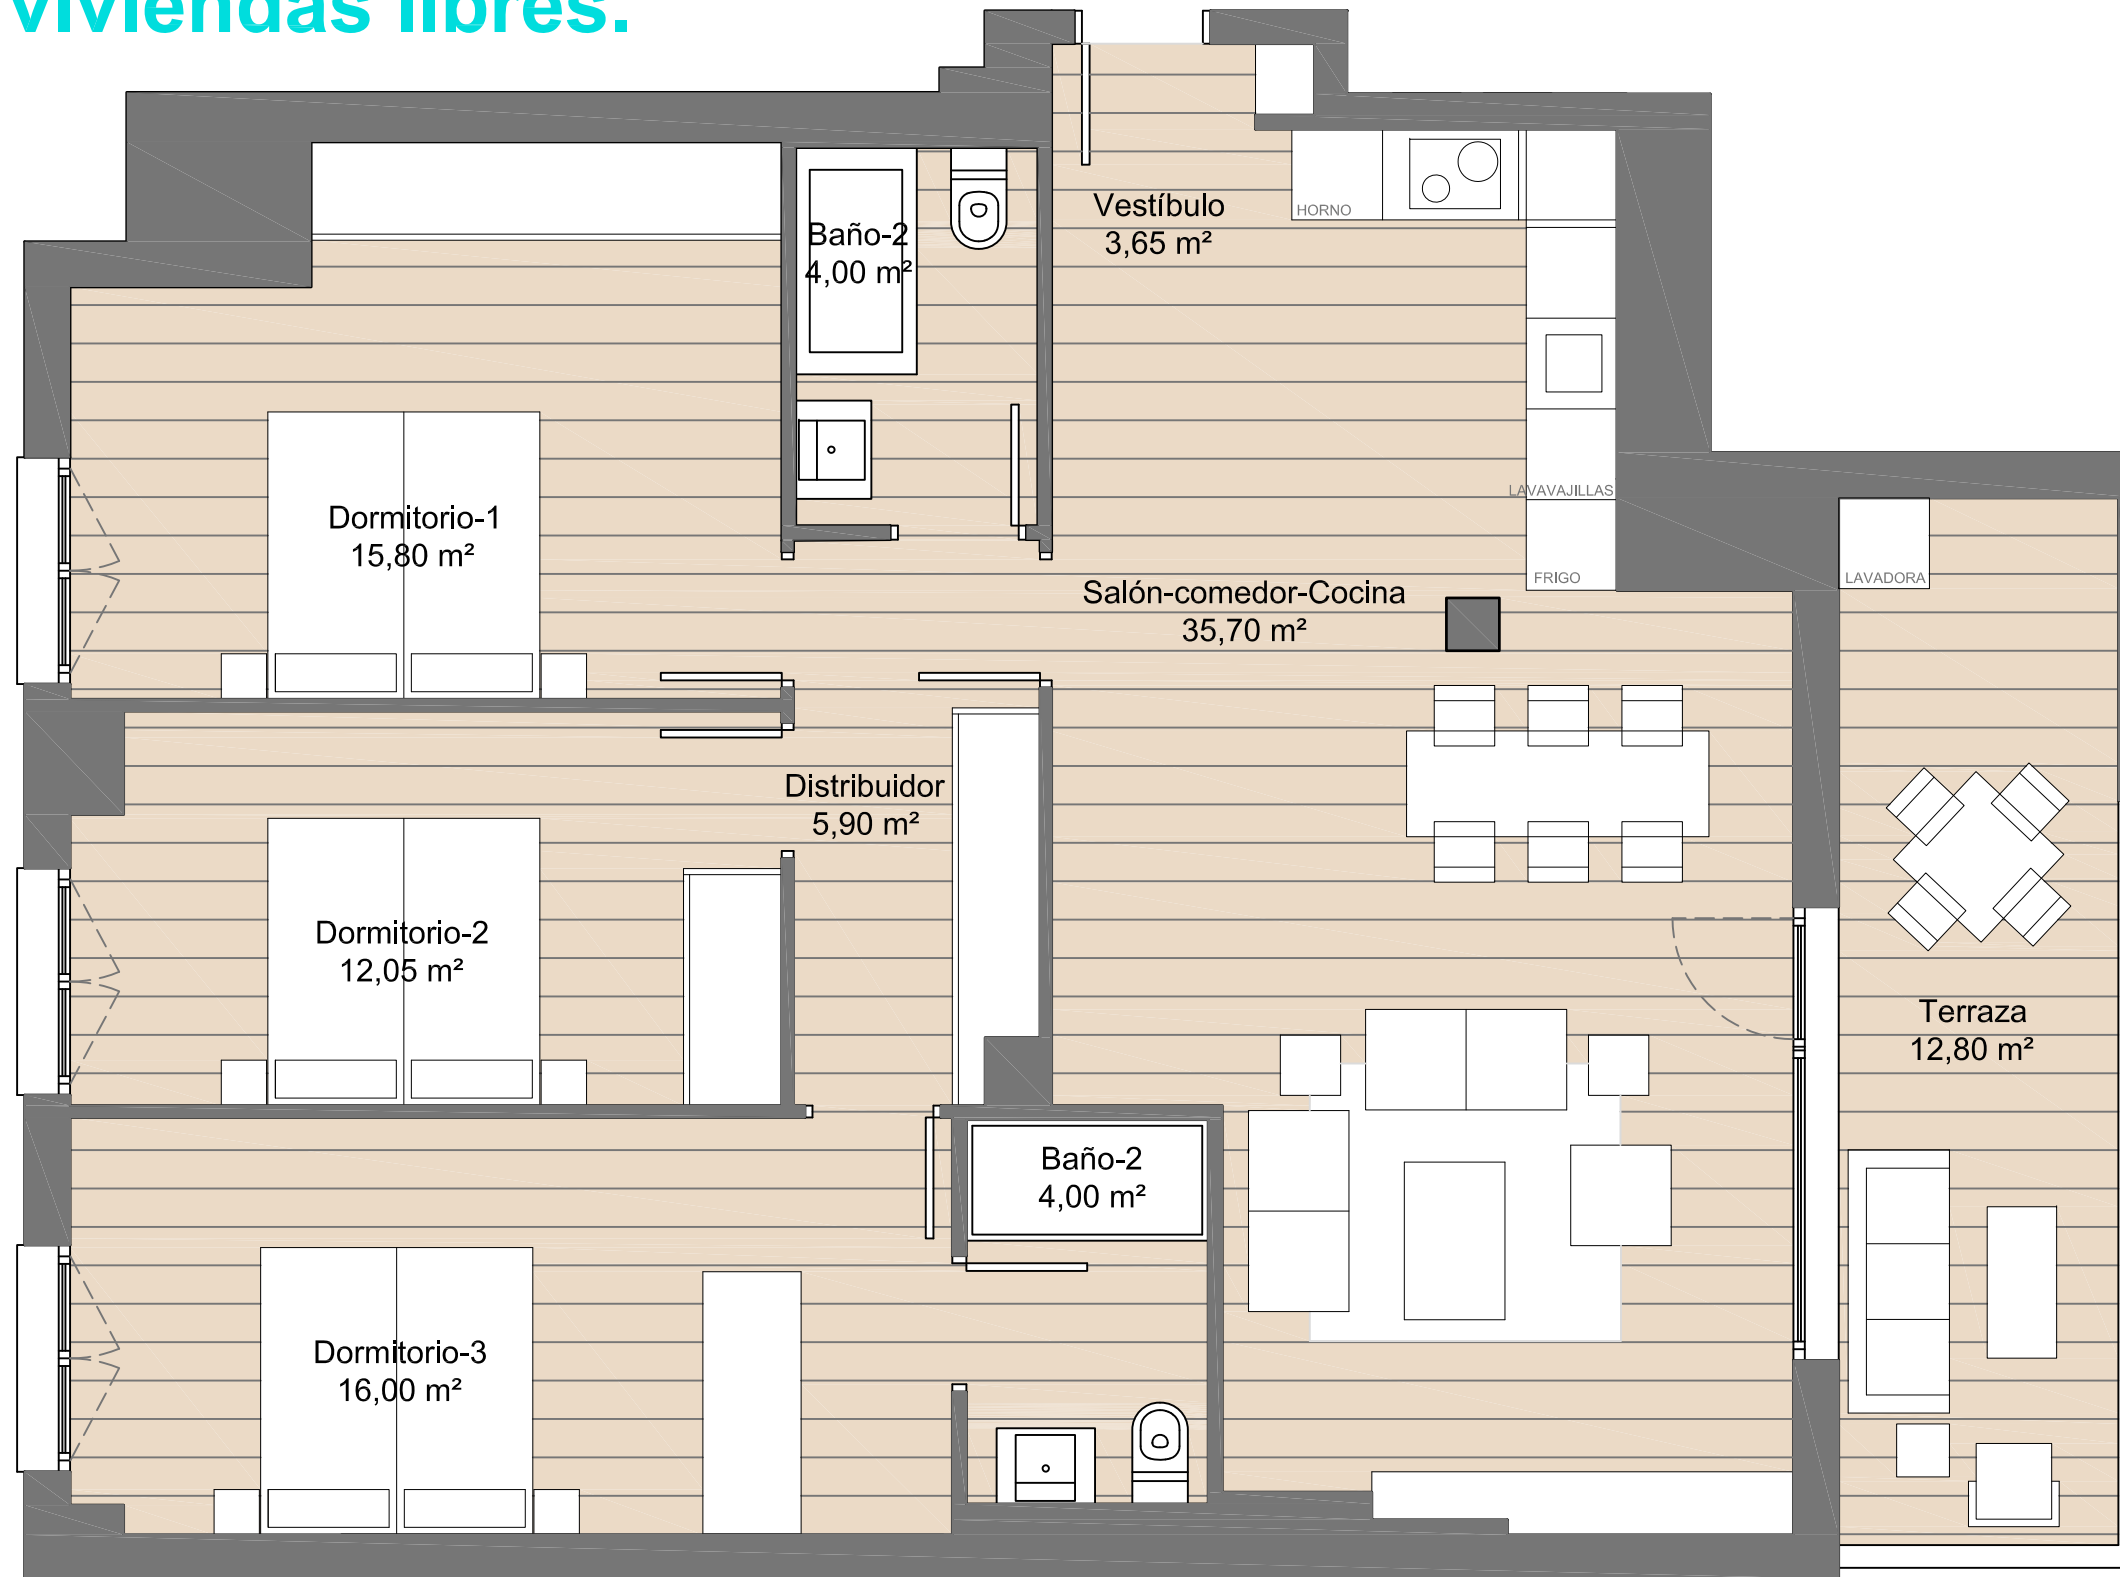 viviendas libres.
Vestíbulo
3,65 m²
HORNO
Baño-2
4,00 m²
Dormitorio-1
15,80 m²
LAVAVAJILLAS
FRIGO
LAVADORA
Salón-comedor-Cocina
35,70 m²
Distribuidor
5,90 m²
Dormitorio-2
12,05 m²
Terraza
12,80 m²
Baño-2
4,00 m²
Dormitorio-3
16,00 m²